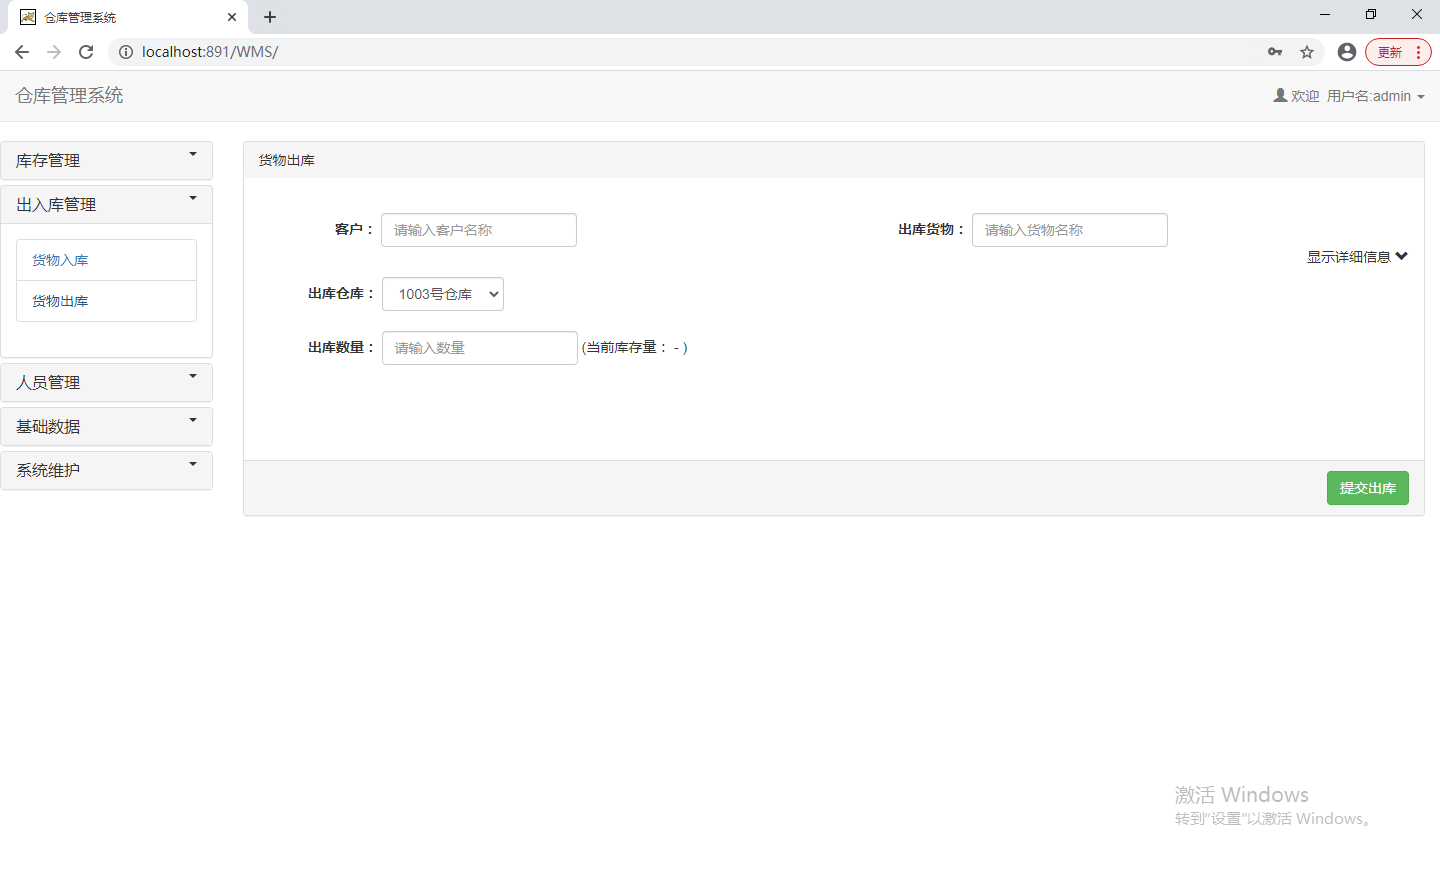 仓库管理系统
localhost:891/WMS/
更新
仓库管理系统
欢迎 用户名:admin
库存管理
出入库管理
货物入库
货物出库
人员管理
基础数据
系统维护
货物出库
客户： 请输入客户名称
出库货物： 请输入货物名称
显示详细信息
出库仓库： 1003号仓库
出库数量： 请输入数量 (当前库存量： - )
提交出库
激活 Windows
转到"设置"以激活 Windows。